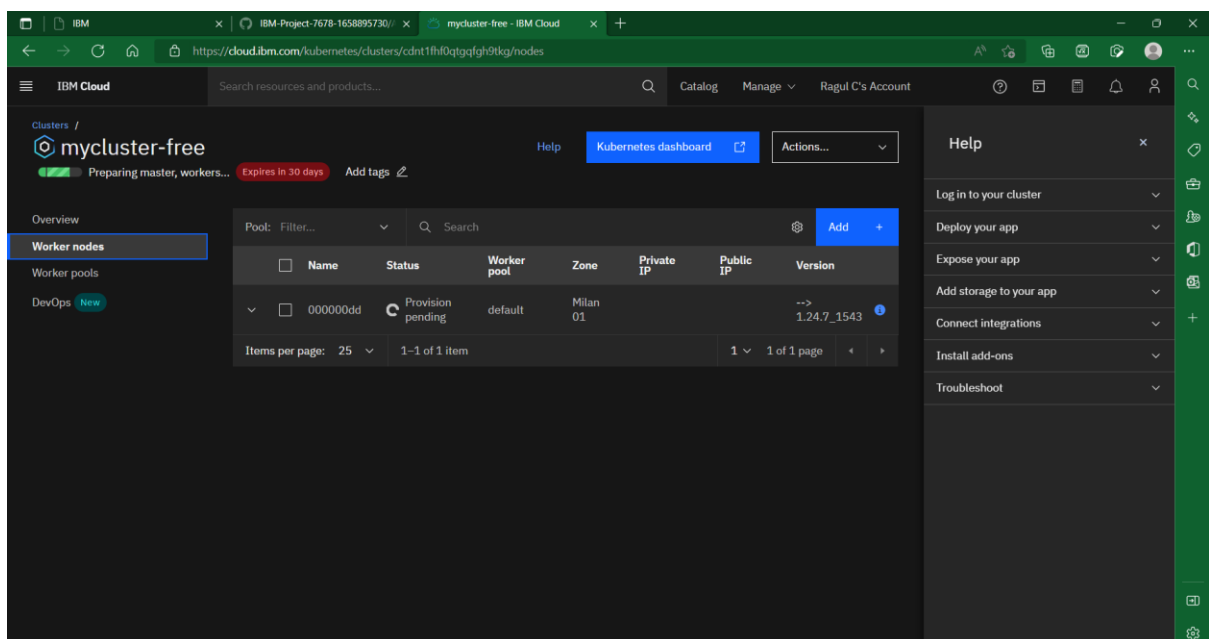 IBM
IBM-Project-7678-1658895730//
mycluster-free - IBM Cloud
https://cloud.ibm.com/kubernetes/clusters/cdnt1fhf0qtgqfgh9tkg/nodes
IBM Cloud
Search resources and products...
Catalog
Manage
Ragul C's Account
Clusters /
mycluster-free
Preparing master, workers...
Expires in 30 days
Add tags
Help
Kubernetes dashboard
Actions...
Overview
Worker nodes
Worker pools
DevOps New
Pool: Filter...
Search
Add +
Name
Status
Worker
pool
Zone
Private
IP
Public
IP
Version
000000dd
Provision
pending
default
Milan
01
-->
1.24.7_1543
Items per page: 25
1–1 of 1 item
1
1 of 1 page
Help
Log in to your cluster
Deploy your app
Expose your app
Add storage to your app
Connect integrations
Install add-ons
Troubleshoot